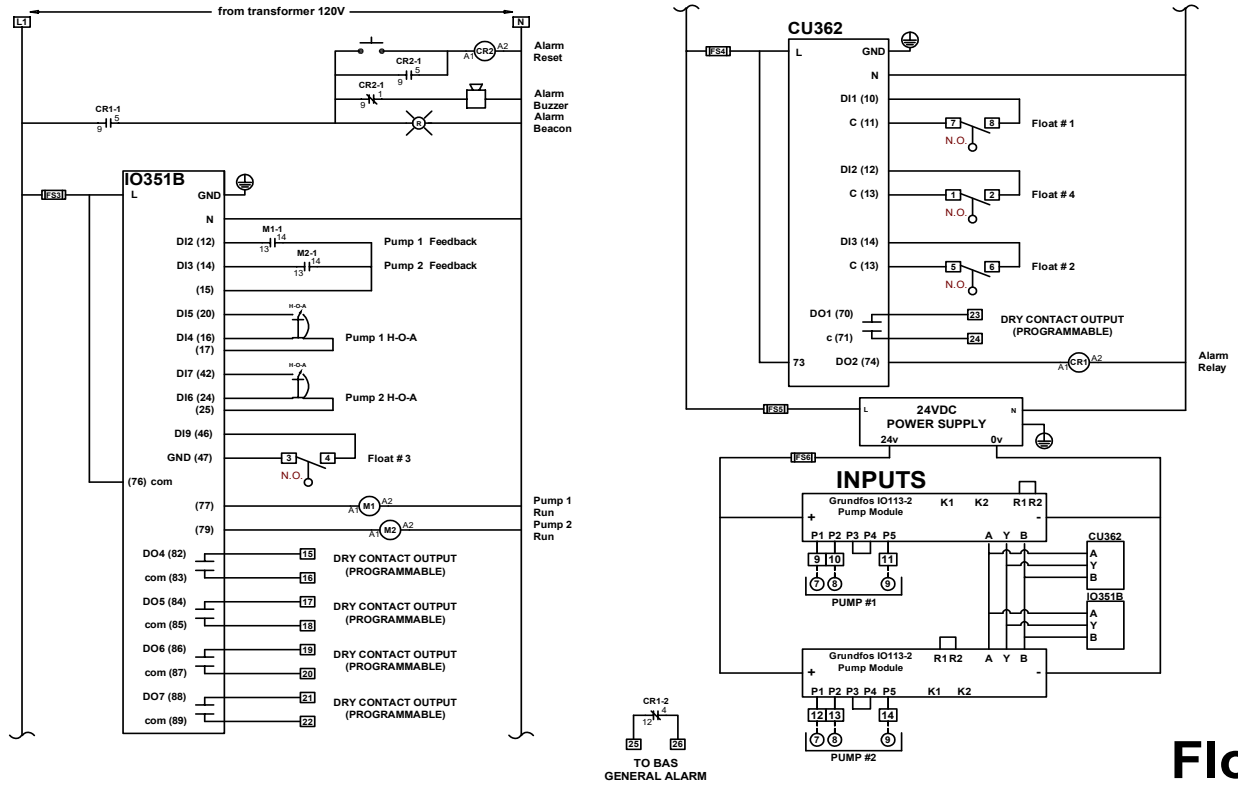 from transformer 120V
L1
N
CR2
A1
A2
Alarm
Reset
CR2-1
9
5
CR2-1
9
1
Alarm
Buzzer
CR1-1
9
5
R
Alarm
Beacon
IO351B
FS3
L
GND
N
DI2 (12)
M1-1
13
14
Pump 1 Feedback
DI3 (14)
M2-1
13
14
Pump 2 Feedback
(15)
DI5 (20)
H-O-A
DI4 (16)
Pump 1 H-O-A
(17)
DI7 (42)
H-O-A
DI6 (24)
Pump 2 H-O-A
(25)
DI9 (46)
GND (47)
3
4
Float # 3
N.O.
(76) com
(77)
A1
M1
A2
Pump 1
Run
(79)
A1
M2
A2
Pump 2
Run
DO4 (82)
15
DRY CONTACT OUTPUT
(PROGRAMMABLE)
com (83)
16
DO5 (84)
17
DRY CONTACT OUTPUT
(PROGRAMMABLE)
com (85)
18
DO6 (86)
19
DRY CONTACT OUTPUT
(PROGRAMMABLE)
com (87)
20
DO7 (88)
21
DRY CONTACT OUTPUT
(PROGRAMMABLE)
com (89)
22
CU362
FS4
L
GND
N
DI1 (10)
C (11)
7
8
Float # 1
N.O.
DI2 (12)
C (13)
1
2
Float # 4
N.O.
DI3 (14)
C (13)
5
6
Float # 2
N.O.
DO1 (70)
23
DRY CONTACT OUTPUT
(PROGRAMMABLE)
c (71)
24
73
DO2 (74)
A1
CR1
A2
Alarm
Relay
FS5
L
24VDC
POWER SUPPLY
N
24v
0v
FS6
INPUTS
Grundfos IO113-2
Pump Module
K1
K2
R1 R2
+
-
P1 P2 P3 P4 P5
A Y B
9 10 11
7 8 9
PUMP #1
CU362
A
Y
B
IO351B
A
Y
B
Grundfos IO113-2
Pump Module
R1 R2
A Y B
+
-
P1 P2 P3 P4 P5
K1
K2
12 13 14
7 8 9
PUMP #2
CR1-2
12
4
25
26
TO BAS
GENERAL ALARM
Flo